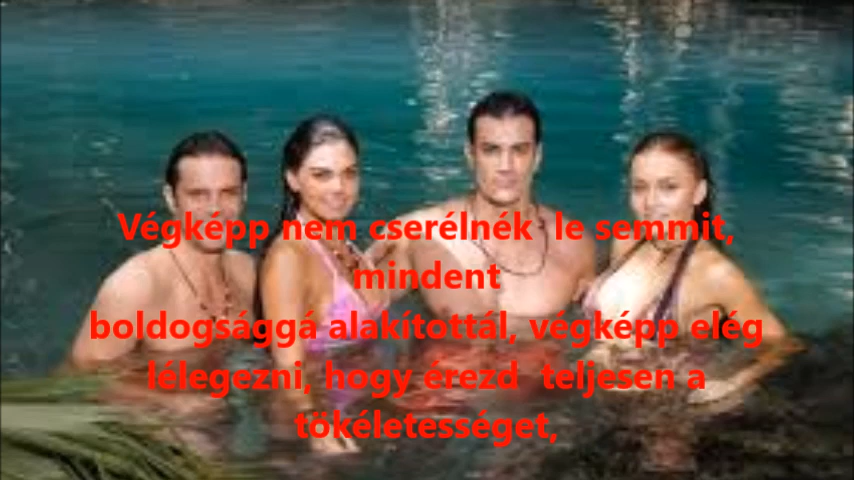 Végképp nem cserélnék  le semmit,
mindent
boldogsággá alakítottál, végképp elég
lélegezni, hogy érezd  teljesen a
tökéletességet,